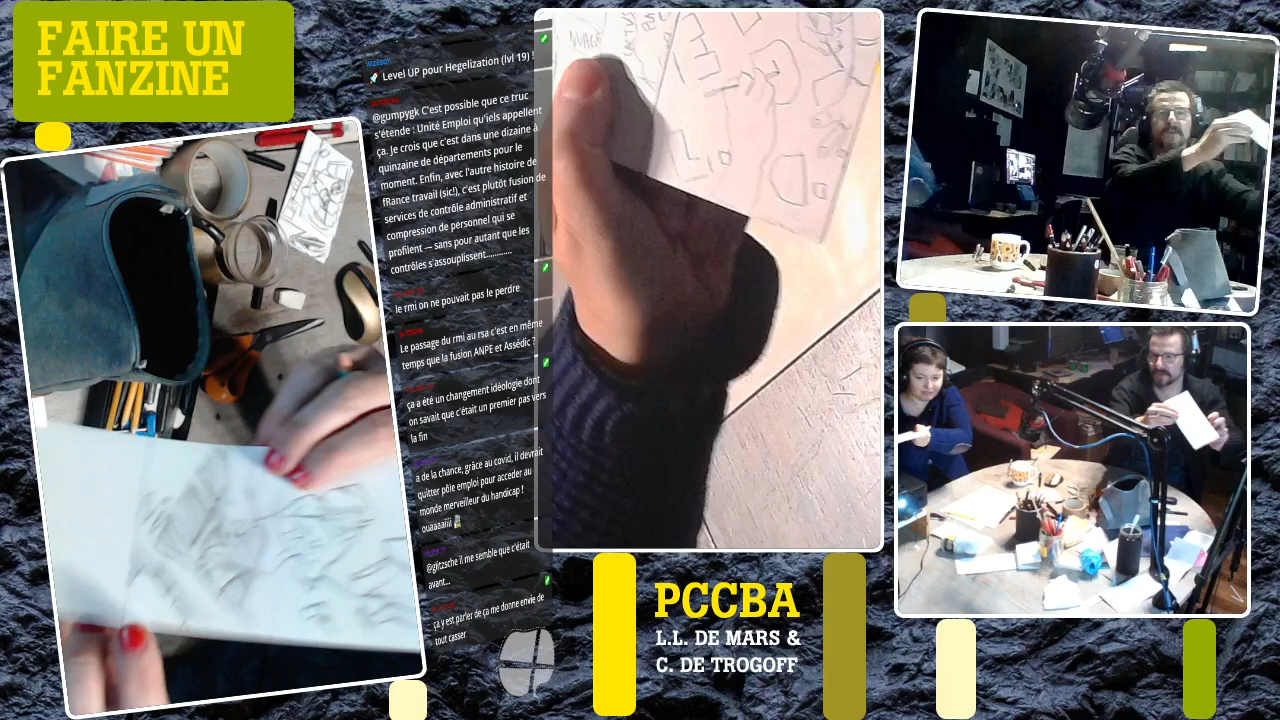 FAIRE UN
FANZINE
WIZEBOT
Level UP pour Hegelization (lvl 19) !
@gumpygk C'est possible que ce truc
s'étende : Unité Emploi qu'iels appellent
ça. Je crois que c'est dans une dizaine à
quinzaine de départements pour le
moment. Enfin, avec l'autre histoire de
fRance travail (sic!), c'est plutôt fusion de
services de contrôle administratif et
compression de personnel qui se
profilent — sans pour autant que les
contrôles s'assouplissent............
le rmi on ne pouvait pas le perdre
Le passage du rmi au rsa c'est en même
temps que la fusion ANPE et Assédic ?
ça a été un changement idéologie dont
on savait que c'était un premier pas vers
la fin
a de la chance, grâce au covid, il devrait
quitter pôle emploi pour acceder au
monde merveilleur du handicap !
ouaaaaiii
@glitzsche il me semble que c'était
avant...
ça y est parler de ça me donne envie de
tout casser
PCCBA
L.L. DE MARS &
C. DE TROGOFF